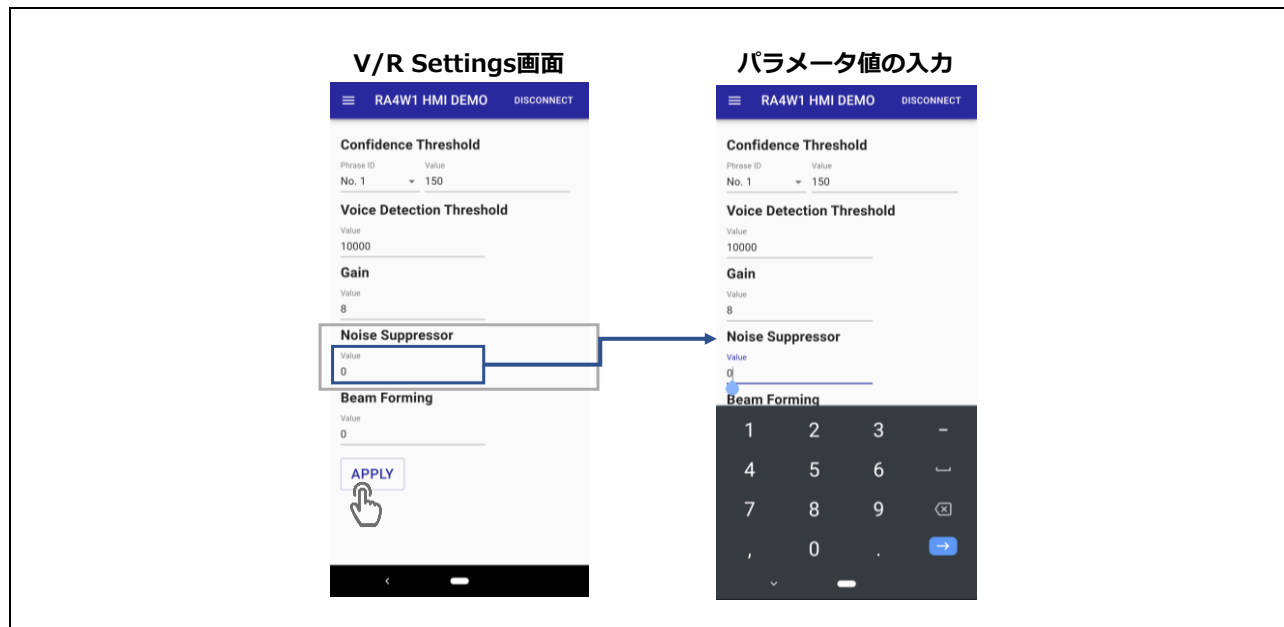 V/R Settings画面
RA4W1 HMI DEMO DISCONNECT
Confidence Threshold
Phrase ID Value
No. 1 150
Voice Detection Threshold
Value
10000
Gain
Value
8
Noise Suppressor
Value
0
Beam Forming
Value
0
APPLY
パラメータ値の入力
RA4W1 HMI DEMO DISCONNECT
Confidence Threshold
Phrase ID Value
No. 1 150
Voice Detection Threshold
Value
10000
Gain
Value
8
Noise Suppressor
Value
0
Beam Forming
1 2 3 -
4 5 6
7 8 9
, 0 .